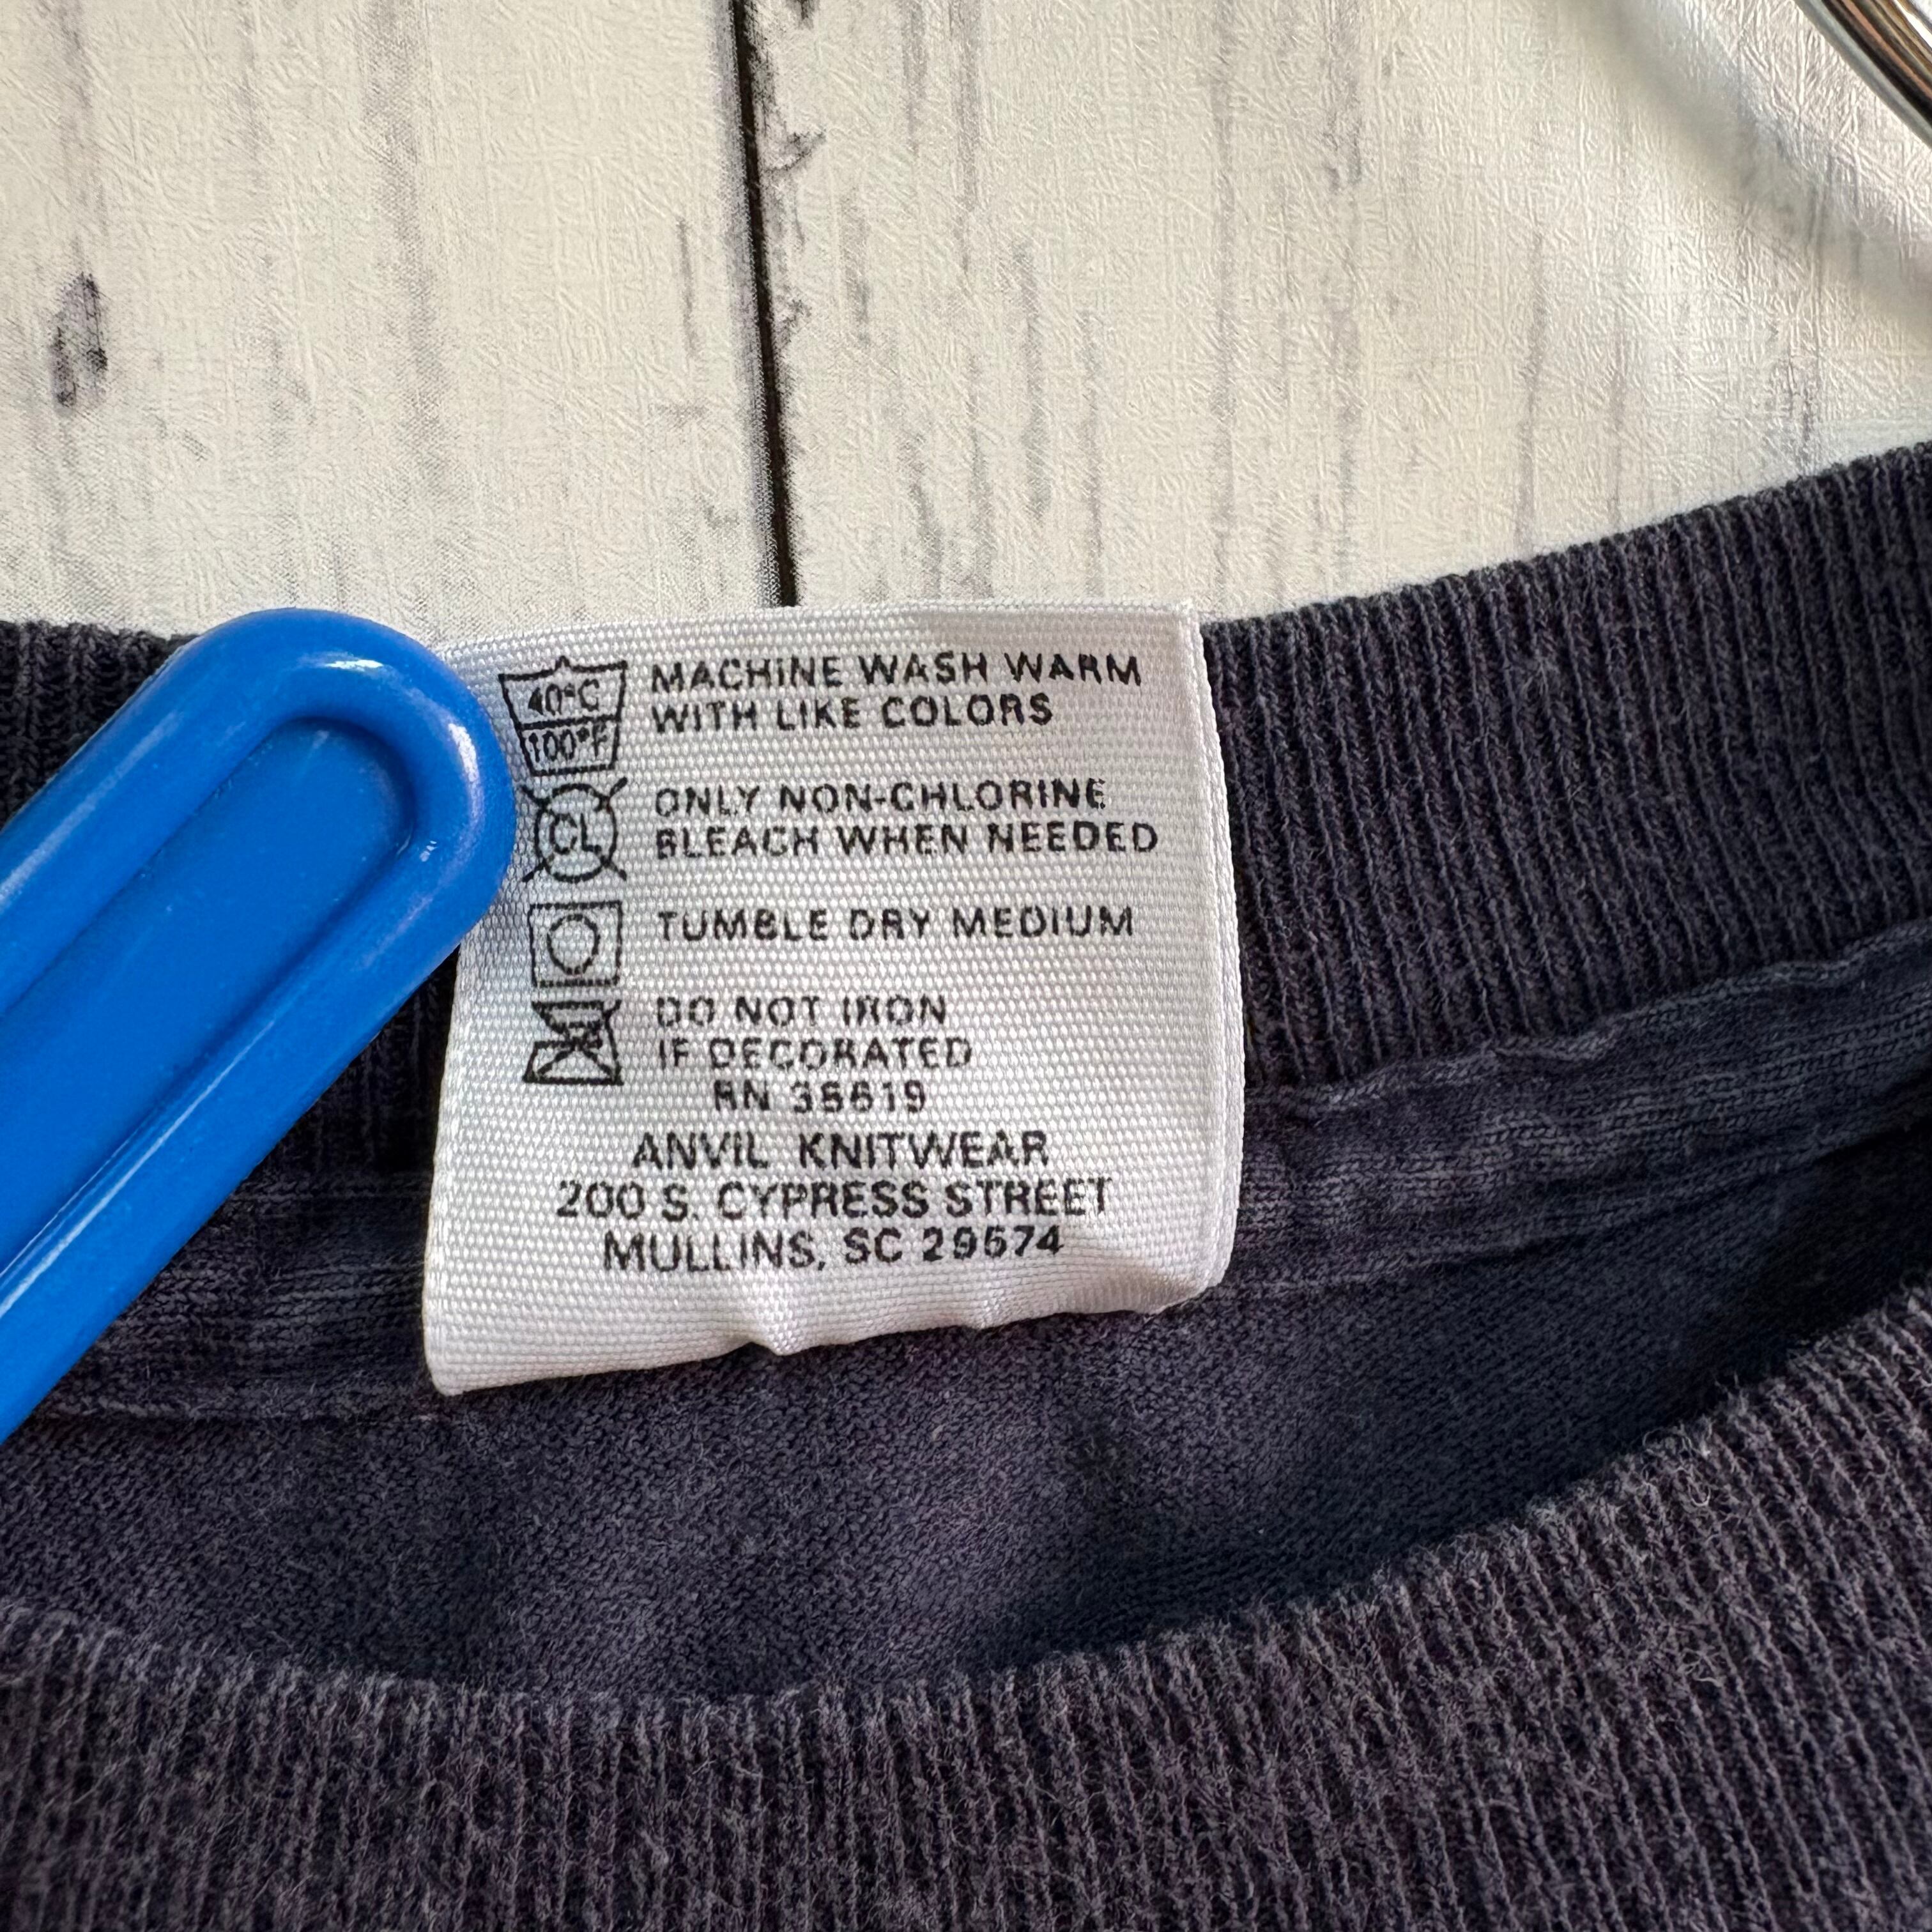 40°C
100°F
MACHINE WASH WARM
WITH LIKE COLORS
CL
ONLY NON-CHLORINE
BLEACH WHEN NEEDED
TUMBLE DRY MEDIUM
DO NOT IRON
IF DECORATED
RN
ANVIL KNITWEAR
200 S. CYPRESS STREET
MULLINS, SC 29574